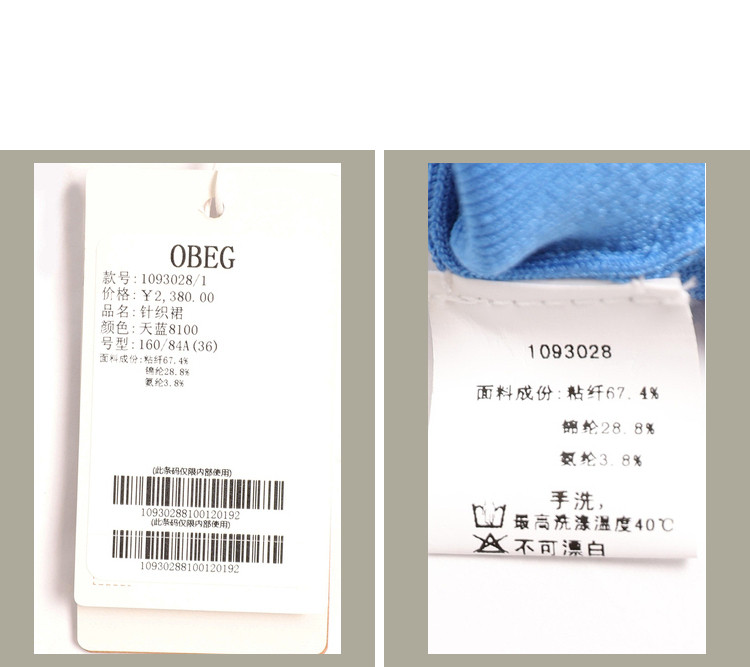 OBEG
款号:1093028/1
价格:￥2,380.00
品名:针织裙
颜色:天蓝8100
号型:160/84A(36)
面料成份:粘纤67.4%
锦纶28.8%
氨纶3.8%
(此条码仅限内部使用)
10930288100120192
(此条码仅限内部使用)
10930288100120192
1093028
面料成份:粘纤67.4%
锦纶28.8%
氨纶3.8%
手洗,
最高洗涤温度40℃
不可漂白